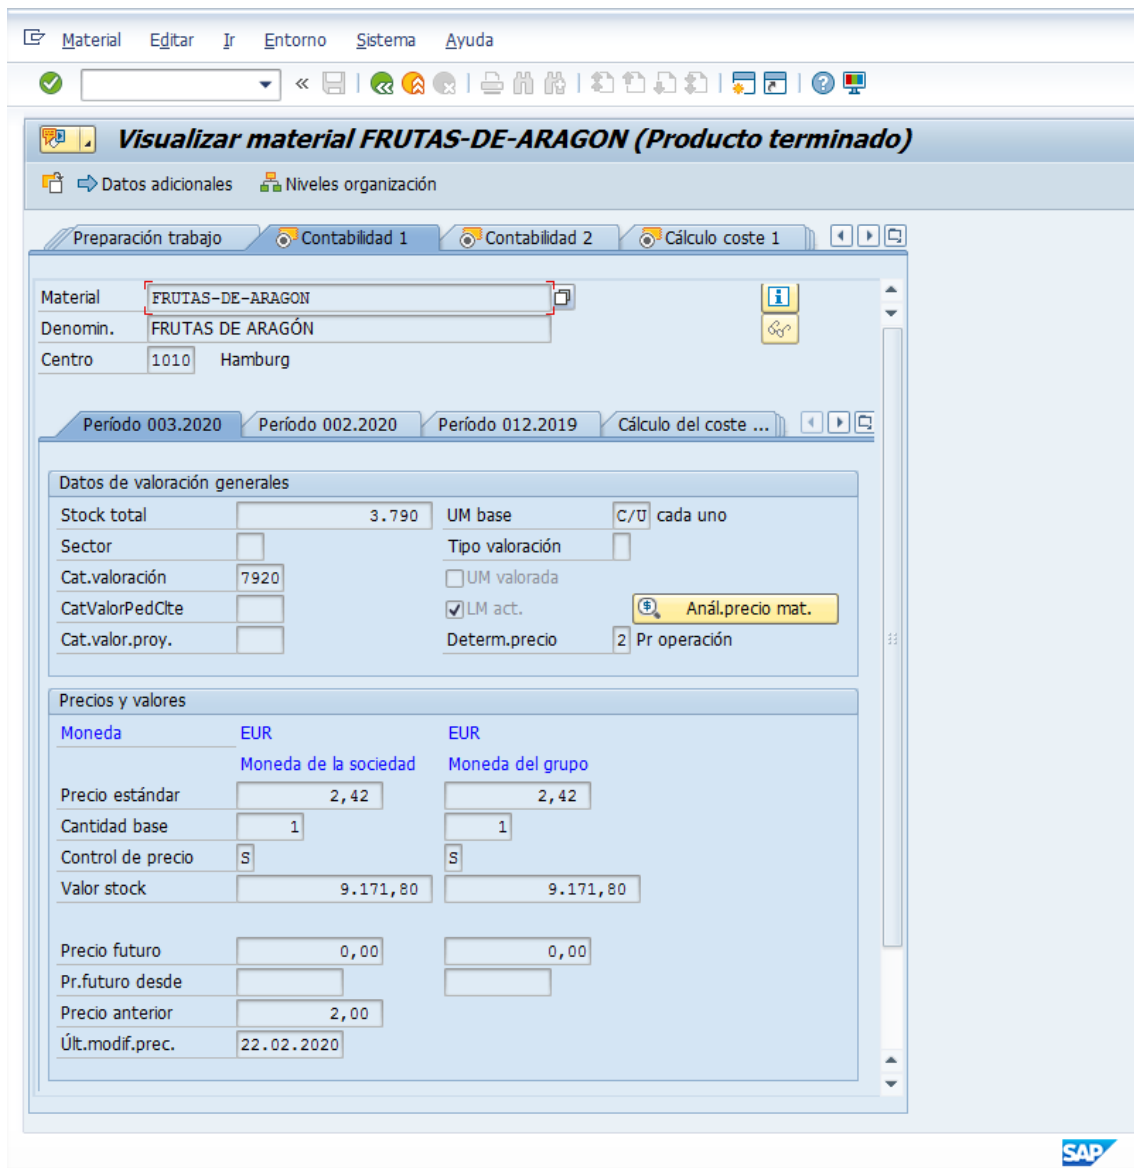 Material Editar Ir Entorno Sistema Ayuda
Visualizar material FRUTAS-DE-ARAGON (Producto terminado)
Datos adicionales Niveles organización
Preparación trabajo Contabilidad 1 Contabilidad 2 Cálculo coste 1
Material FRUTAS-DE-ARAGON
Denomin. FRUTAS DE ARAGÓN
Centro 1010 Hamburg
Período 003.2020 Período 002.2020 Período 012.2019 Cálculo del coste ...
Datos de valoración generales
Stock total 3.790 UM base C/U cada uno
Sector Tipo valoración
Cat.valoración 7920 UM valorada
CatValorPedClte LM act. Anál.precio mat.
Cat.valor.proy. Determ.precio 2 Pr operación
Precios y valores
Moneda EUR EUR
Moneda de la sociedad Moneda del grupo
Precio estándar 2,42 2,42
Cantidad base 1 1
Control de precio S S
Valor stock 9.171,80 9.171,80
Precio futuro 0,00 0,00
Pr.futuro desde
Precio anterior 2,00
Últ.modif.prec. 22.02.2020
SAP